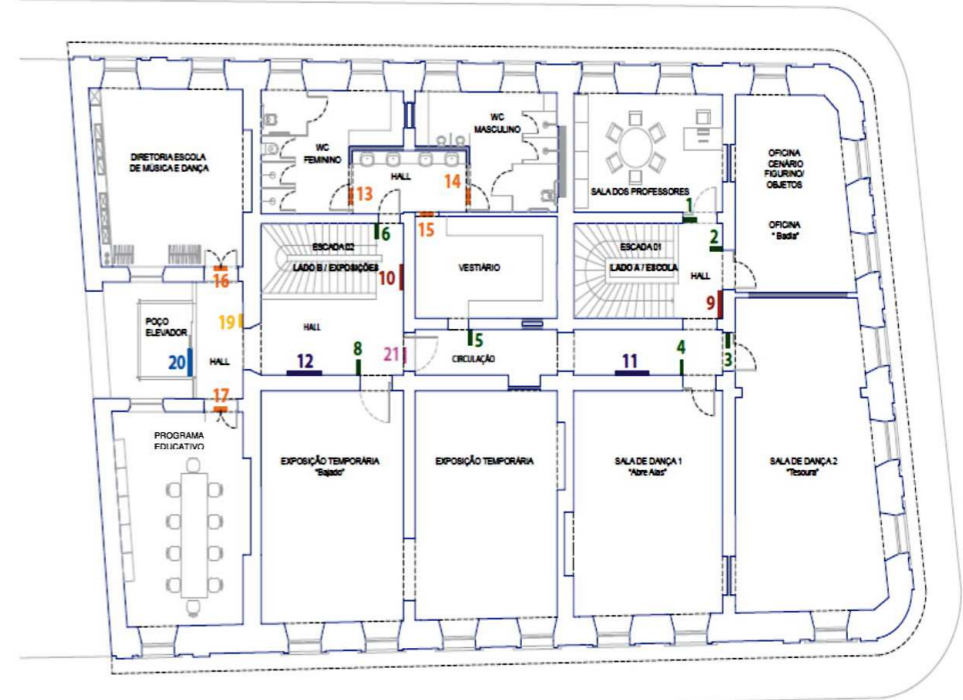 DIRETORIA ESCOLA
DE MÚSICA E DANÇA
WC
FEMININO
WC
MASCULINO
HALL
13
14
SALA DOS PROFESSORES
OFICINA
CENÁRIO
FIGURINO/
OBJETOS
OFICINA
"Badia"
1
2
6
15
ESCADA 02
LADO B / EXPOSIÇÕES
10
VESTIÁRIO
ESCADA 01
LADO A / ESCOLA
HALL
9
16
POÇO
ELEVADOR
19
20
HALL
17
HALL
12
8
21
5
CIRCULAÇÃO
11
4
3
PROGRAMA
EDUCATIVO
EXPOSIÇÃO TEMPORÁRIA
"Bajado"
EXPOSIÇÃO TEMPORÁRIA
SALA DE DANÇA 1
"Abre Alas"
SALA DE DANÇA 2
"Tesoura"